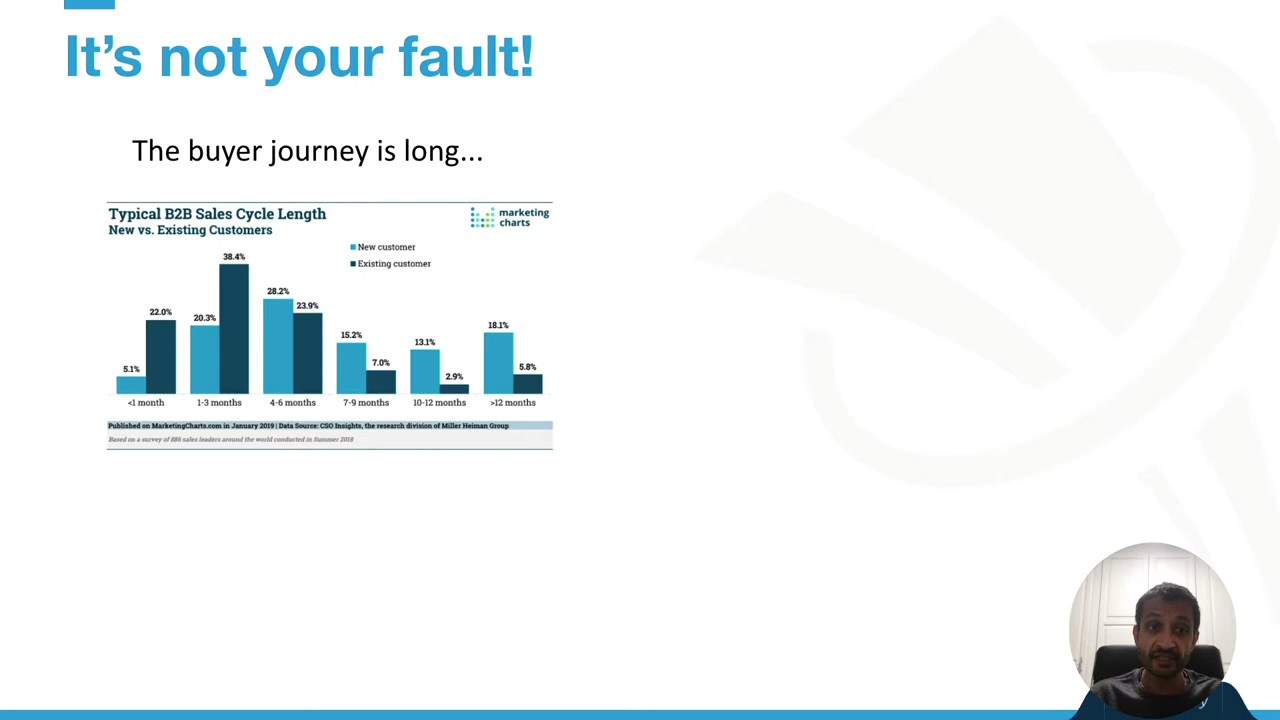 It's not your fault!
The buyer journey is long...
Typical B2B Sales Cycle Length
New vs. Existing Customers
marketing
charts
New customer
Existing customer
5.1%
22.0%
20.3%
38.4%
28.2%
23.9%
15.2%
7.0%
13.1%
2.9%
18.1%
5.8%
<1 month
1-3 months
4-6 months
7-9 months
10-12 months
>12 months
Published on MarketingCharts.com in January 2019 | Data Source: CSO Insights, the research division of Miller Heiman Group
Based on a survey of 886 sales leaders around the world conducted in Summer 2018